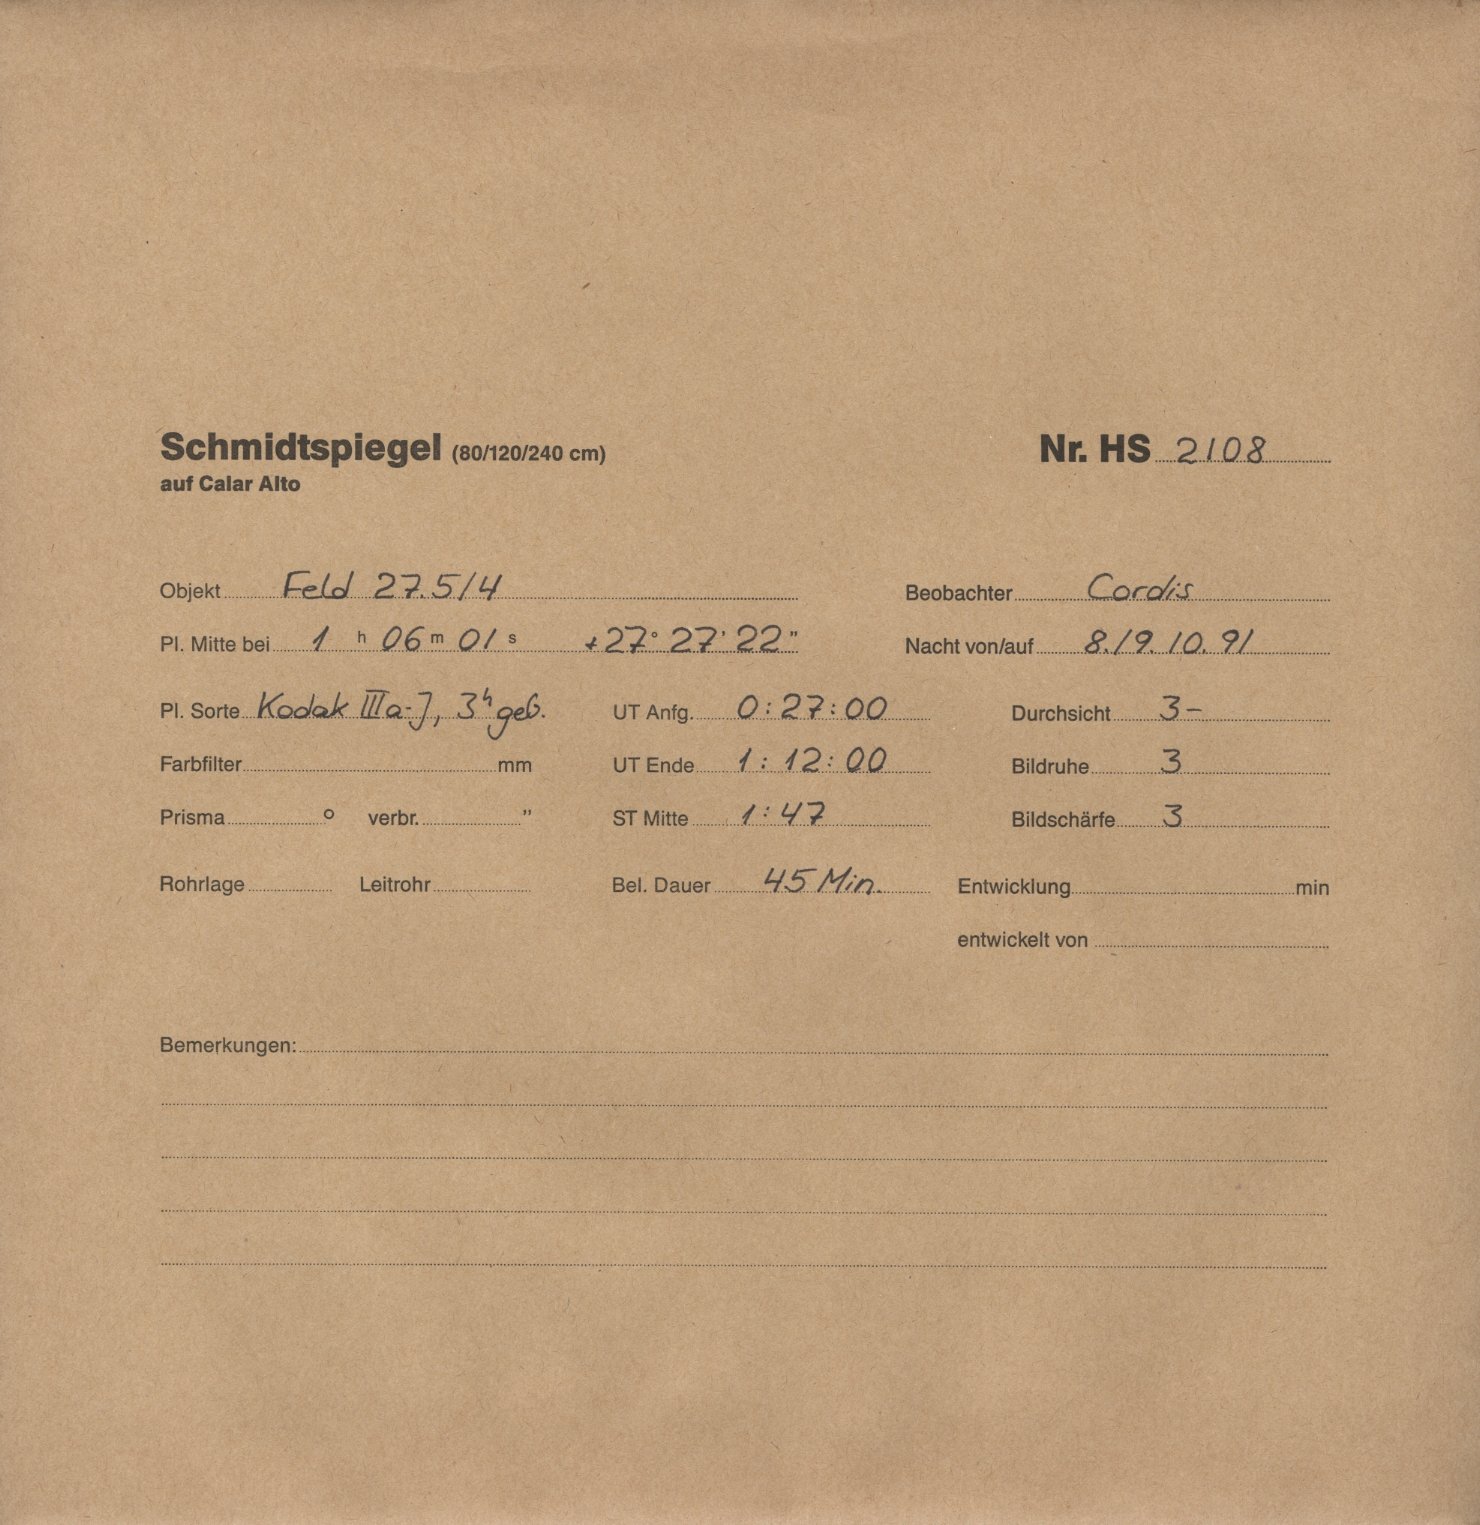 Schmidtspiegel (80/120/240 cm) Nr. HS 2108
auf Calar Alto
Objekt Feld 27.5/4 Beobachter Cordis
Pl. Mitte bei 1 h 06 m 01 s +27° 27' 22" Nacht von/auf 8./9. 10. 91
Pl. Sorte Kodak IIIa-J, 3h geb. UT Anfg. 0:27:00 Durchsicht 3-
Farbfilter mm UT Ende 1:12:00 Bildruhe 3
Prisma ° verbr. " ST Mitte 1:47 Bildschärfe 3
Rohrlage Leitrohr Bel. Dauer 45 Min. Entwicklung min
entwickelt von
Bemerkungen: